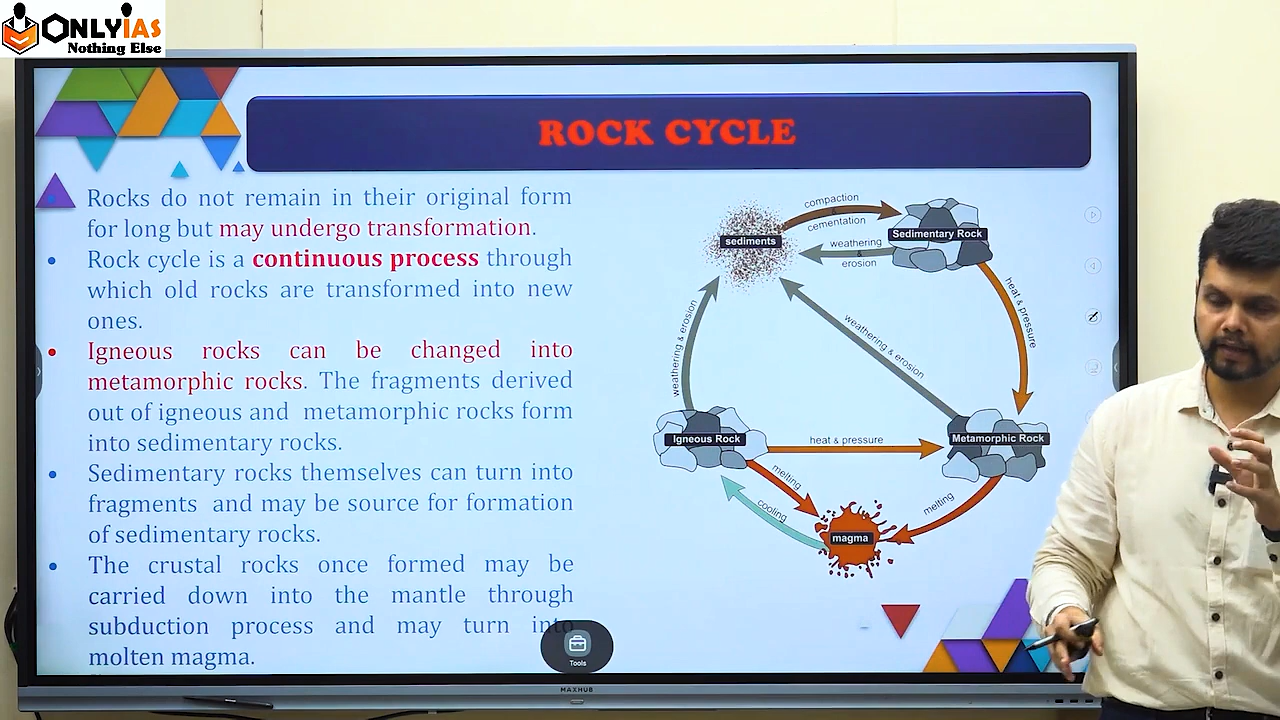 ONLYIAS
Nothing Else
ROCK CYCLE
Rocks do not remain in their original form
for long but may undergo transformation.
Rock cycle is a continuous process through
which old rocks are transformed into new
ones.
Igneous rocks can be changed into
metamorphic rocks. The fragments derived
out of igneous and metamorphic rocks form
into sedimentary rocks.
Sedimentary rocks themselves can turn into
fragments and may be source for formation
of sedimentary rocks.
The crustal rocks once formed may be
carried down into the mantle through
subduction process and may turn into
molten magma.
compaction
&
cementation
sediments
Sedimentary Rock
weathering
&
erosion
heat & pressure
weathering & erosion
weathering & erosion
Igneous Rock
heat & pressure
Metamorphic Rock
melting
cooling
melting
magma
Tools
MAXHUB